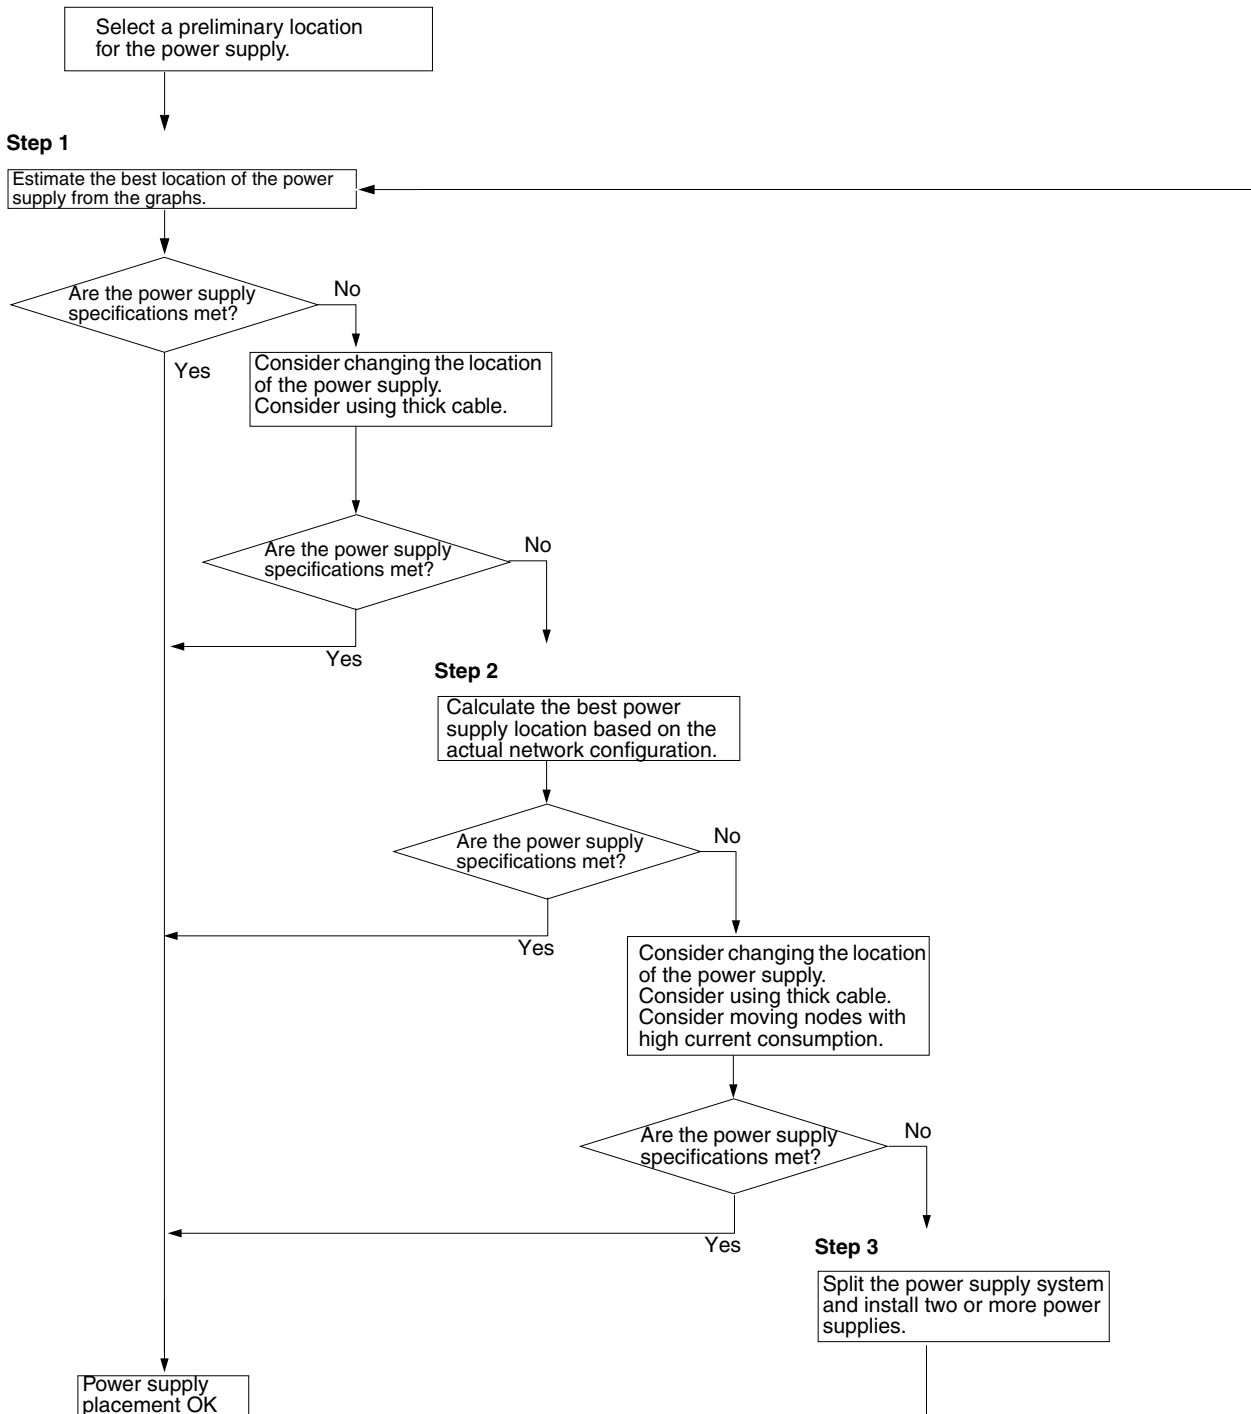 Select a preliminary location
for the power supply.
Step 1
Estimate the best location of the power
supply from the graphs.
Are the power supply
specifications met?
No
Yes
Consider changing the location
of the power supply.
Consider using thick cable.
Are the power supply
specifications met?
No
Yes
Step 2
Calculate the best power
supply location based on the
actual network configuration.
Are the power supply
specifications met?
No
Yes
Consider changing the location
of the power supply.
Consider using thick cable.
Consider moving nodes with
high current consumption.
Are the power supply
specifications met?
No
Yes
Step 3
Split the power supply system
and install two or more power
supplies.
Power supply
placement OK